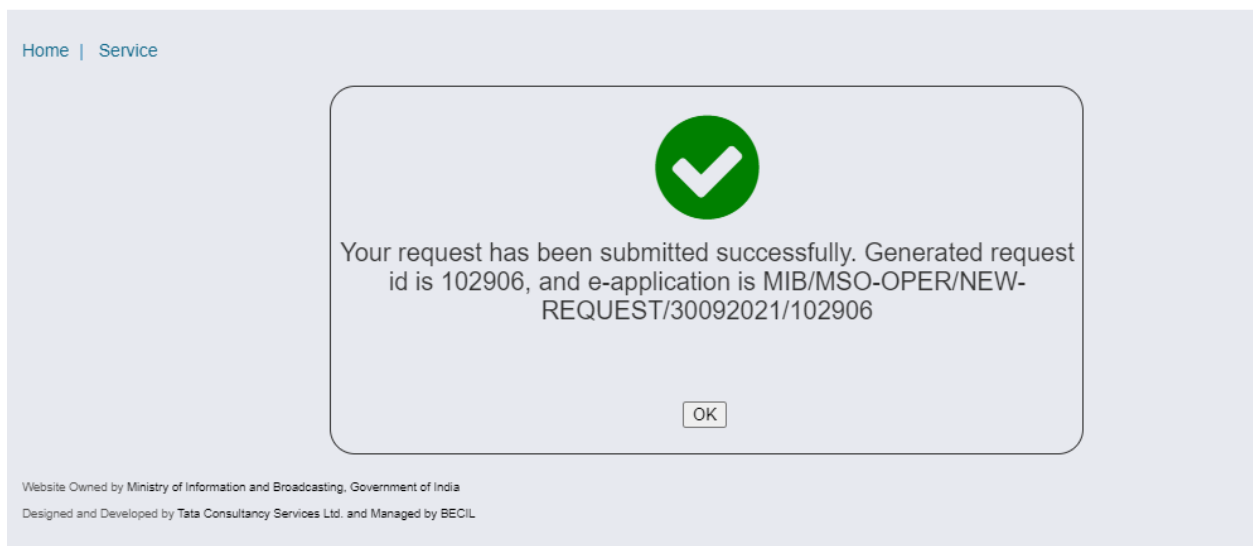 Home | Service
Your request has been submitted successfully. Generated request
id is 102906, and e-application is MIB/MSO-OPER/NEW-
REQUEST/30092021/102906
OK
Website Owned by Ministry of Information and Broadcasting, Government of India
Designed and Developed by Tata Consultancy Services Ltd. and Managed by BECIL